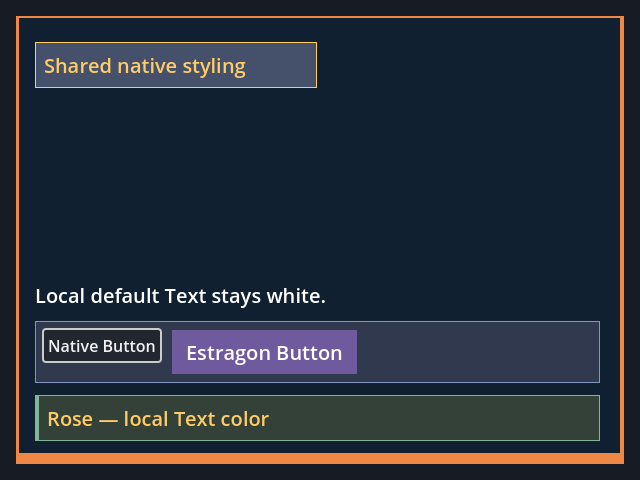 Shared native styling
Local default Text stays white.
Native Button
Estragon Button
Rose — local Text color